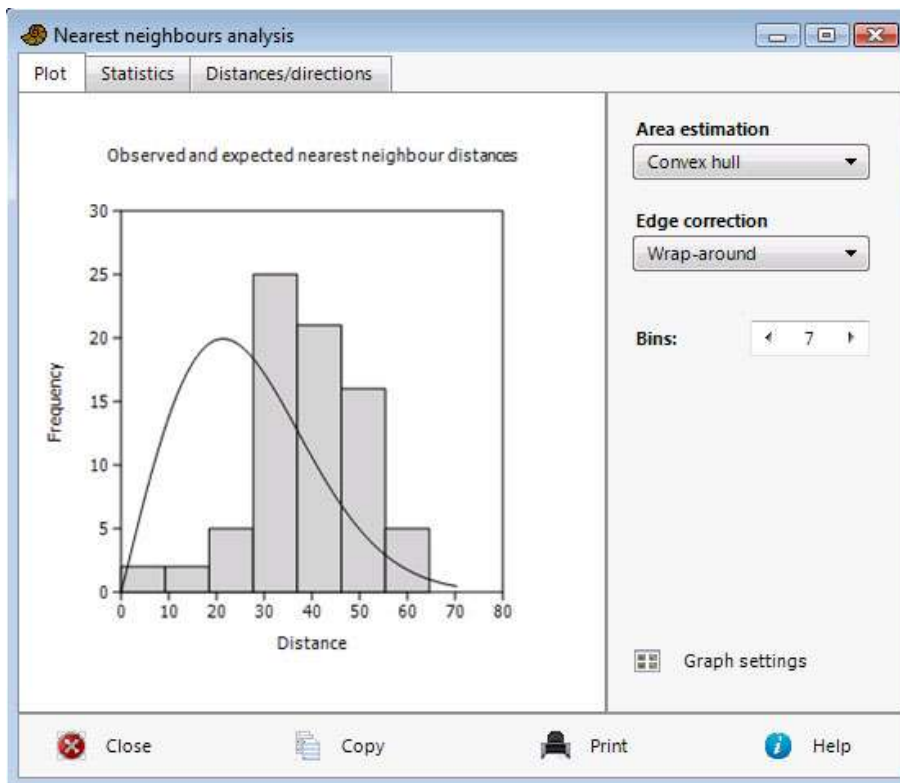 Nearest neighbours analysis
Plot
Statistics
Distances/directions
Observed and expected nearest neighbour distances
30
25
20
15
10
5
0
Frequency
0 10 20 30 40 50 60 70 80
Distance
Area estimation
Convex hull
Edge correction
Wrap-around
Bins: 7
Graph settings
Close
Copy
Print
Help